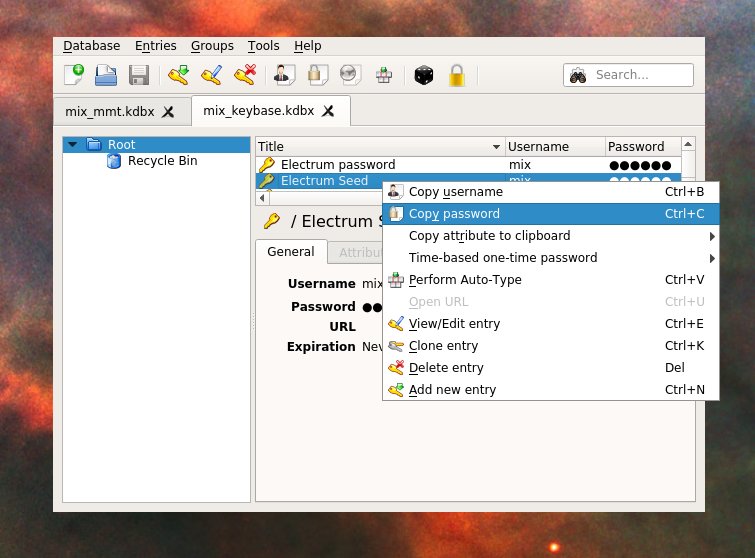 Database Entries Groups Tools Help
Search...
mix_mmt.kdbx mix_keybase.kdbx
Root
Recycle Bin
Title Username Password
Electrum password mix ●●●●●●
Electrum Seed mix ●●●●●●
/ Electrum
General Attribu
Username mix
Password ●●
URL
Expiration Nev
Copy username Ctrl+B
Copy password Ctrl+C
Copy attribute to clipboard
Time-based one-time password
Perform Auto-Type Ctrl+V
Open URL Ctrl+U
View/Edit entry Ctrl+E
Clone entry Ctrl+K
Delete entry Del
Add new entry Ctrl+N